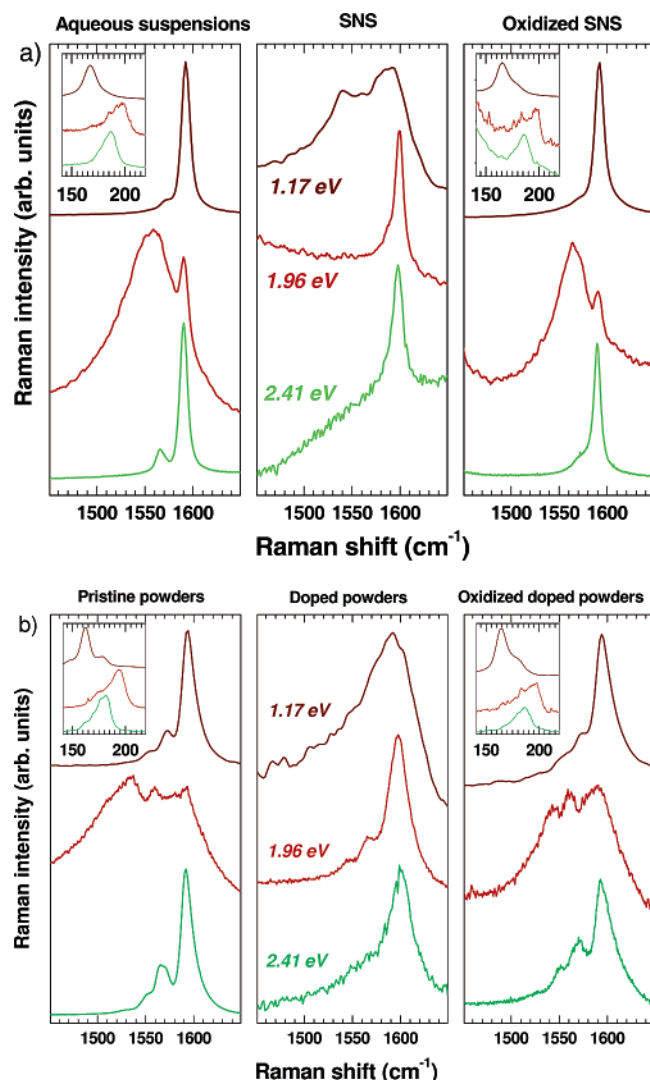 a)
Aqueous suspensions SNS Oxidized SNS
150 200
150 200
1.17 eV
1.96 eV
2.41 eV
Raman intensity (arb. units)
1500 1550 1600 1500 1550 1600 1500 1550 1600
Raman shift (cm-1)
b)
Pristine powders Doped powders Oxidized doped powders
150 200
150 200
1.17 eV
1.96 eV
2.41 eV
Raman intensity (arb. units)
1500 1550 1600 1500 1550 1600 1500 1550 1600
Raman shift (cm-1)